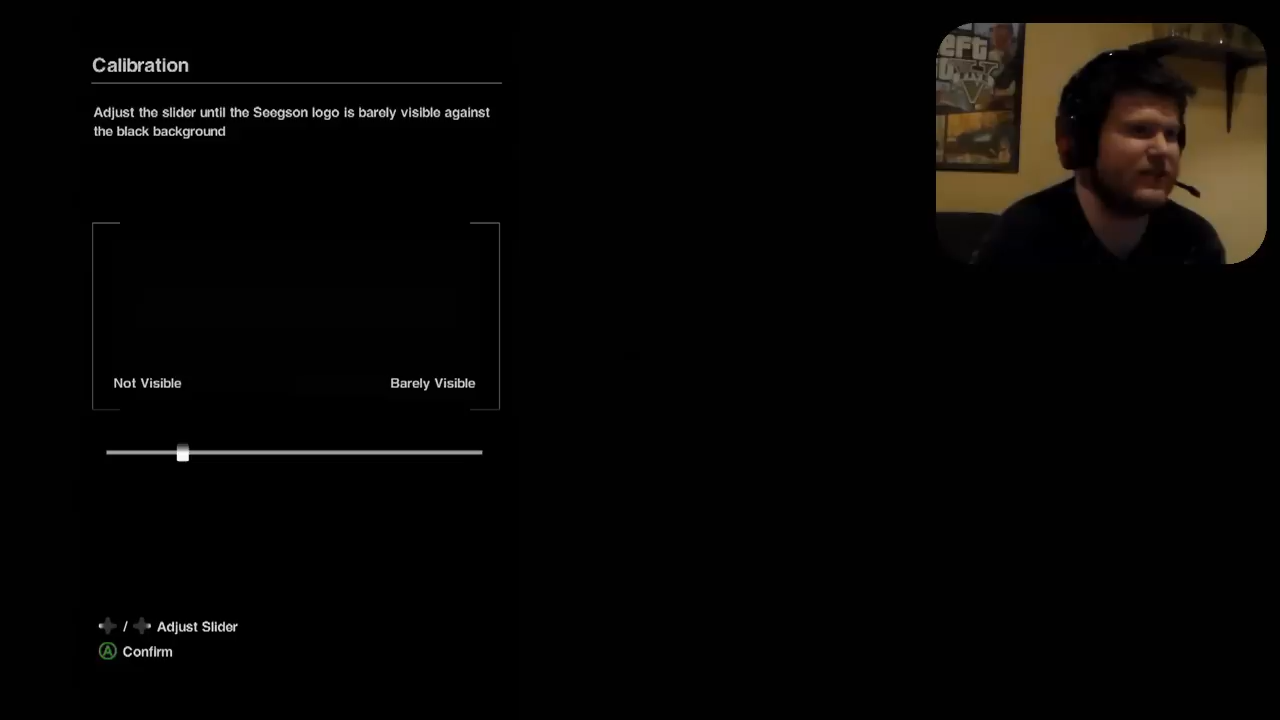 Calibration
Adjust the slider until the Seegson logo is barely visible against
the black background
Not Visible
Barely Visible
/ Adjust Slider
A Confirm
eft
V